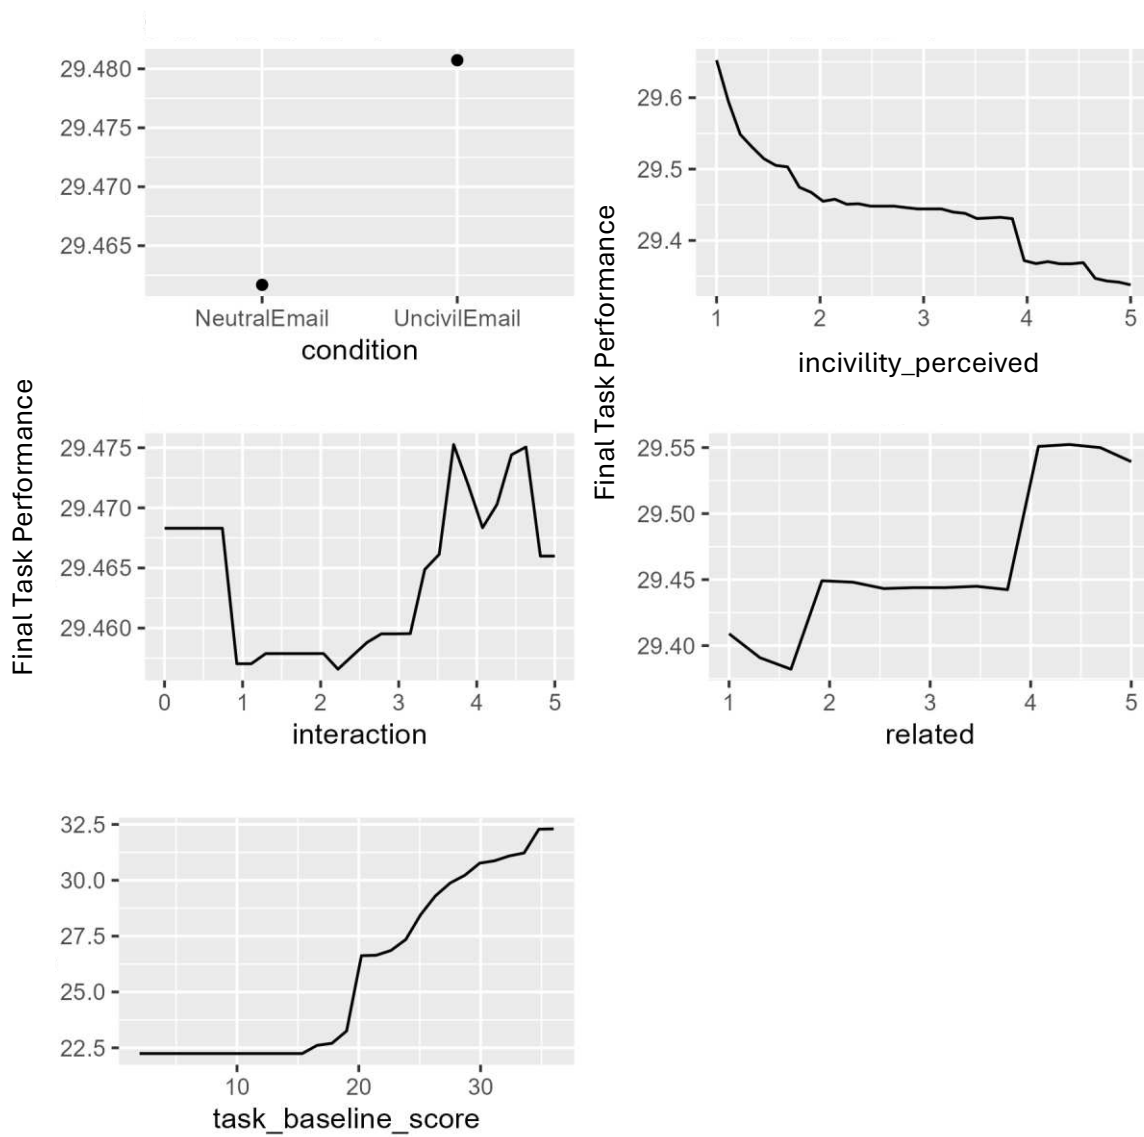 29.480
29.475
29.470
29.465
NeutralEmail UncivilEmail
condition
29.6
29.5
29.4
1 2 3 4 5
incivility_perceived
Final Task Performance
Final Task Performance
29.475
29.470
29.465
29.460
0 1 2 3 4 5
interaction
29.55
29.50
29.45
29.40
1 2 3 4 5
related
32.5
30.0
27.5
25.0
22.5
10 20 30
task_baseline_score